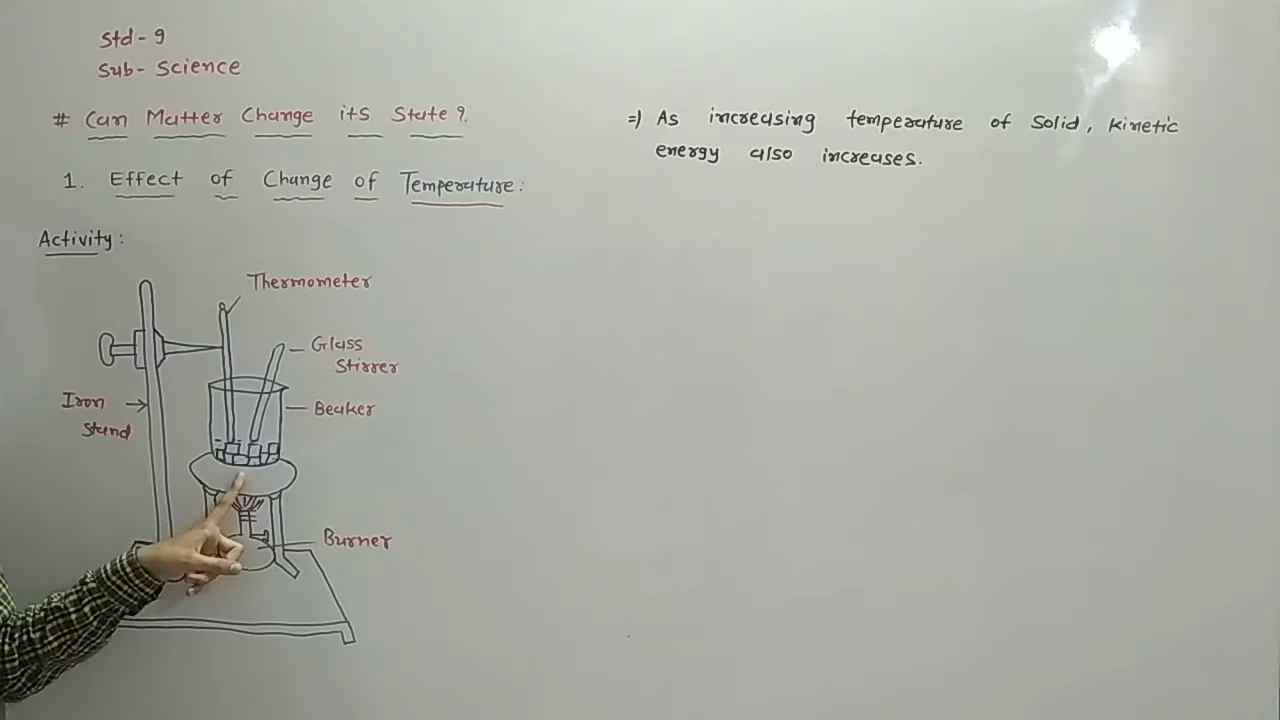 Std - 9
Sub- Science
# Can Matter Change its State ?
1. Effect of Change of Temperature:
Activity :
Thermometer
Glass
Stirrer
Beaker
Iron
Stand
Burner
=) As increasing temperature of Solid, kinetic
energy also increases.